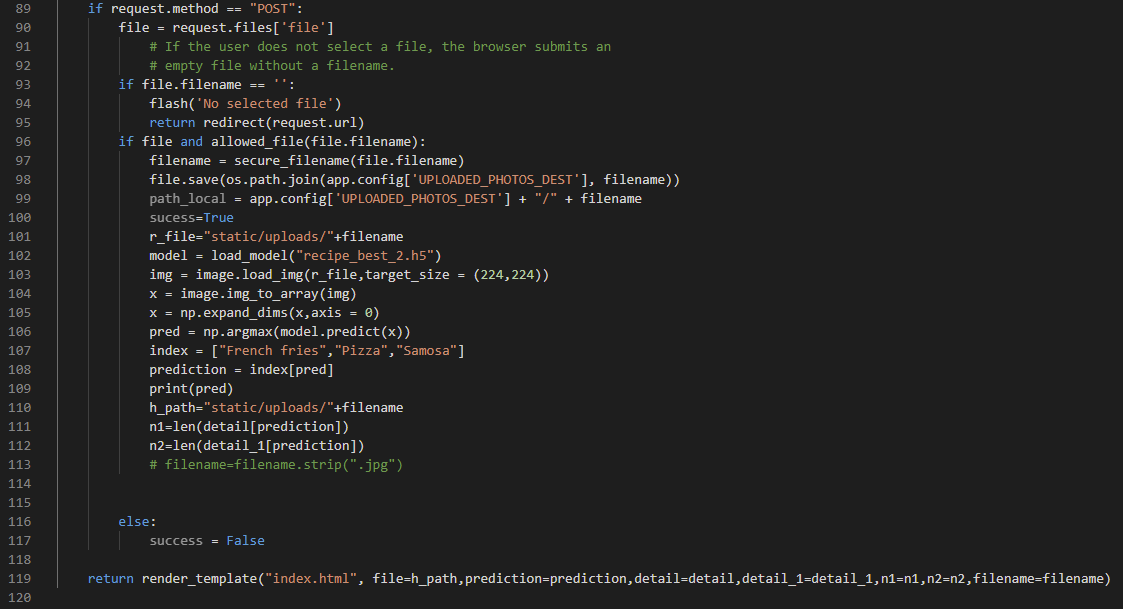 89 if request.method == "POST":
90 file = request.files['file']
91 # If the user does not select a file, the browser submits an
92 # empty file without a filename.
93 if file.filename == '':
94 flash('No selected file')
95 return redirect(request.url)
96 if file and allowed_file(file.filename):
97 filename = secure_filename(file.filename)
98 file.save(os.path.join(app.config['UPLOADED_PHOTOS_DEST'], filename))
99 path_local = app.config['UPLOADED_PHOTOS_DEST'] + "/" + filename
100 sucess=True
101 r_file="static/uploads/"+filename
102 model = load_model("recipe_best_2.h5")
103 img = image.load_img(r_file,target_size = (224,224))
104 x = image.img_to_array(img)
105 x = np.expand_dims(x,axis = 0)
106 pred = np.argmax(model.predict(x))
107 index = ["French fries","Pizza","Samosa"]
108 prediction = index[pred]
109 print(pred)
110 h_path="static/uploads/"+filename
111 n1=len(detail[prediction])
112 n2=len(detail_1[prediction])
113 # filename=filename.strip(".jpg")
114
115
116 else:
117 success = False
118
119 return render_template("index.html", file=h_path,prediction=prediction,detail=detail,detail_1=detail_1,n1=n1,n2=n2,filename=filename)
120